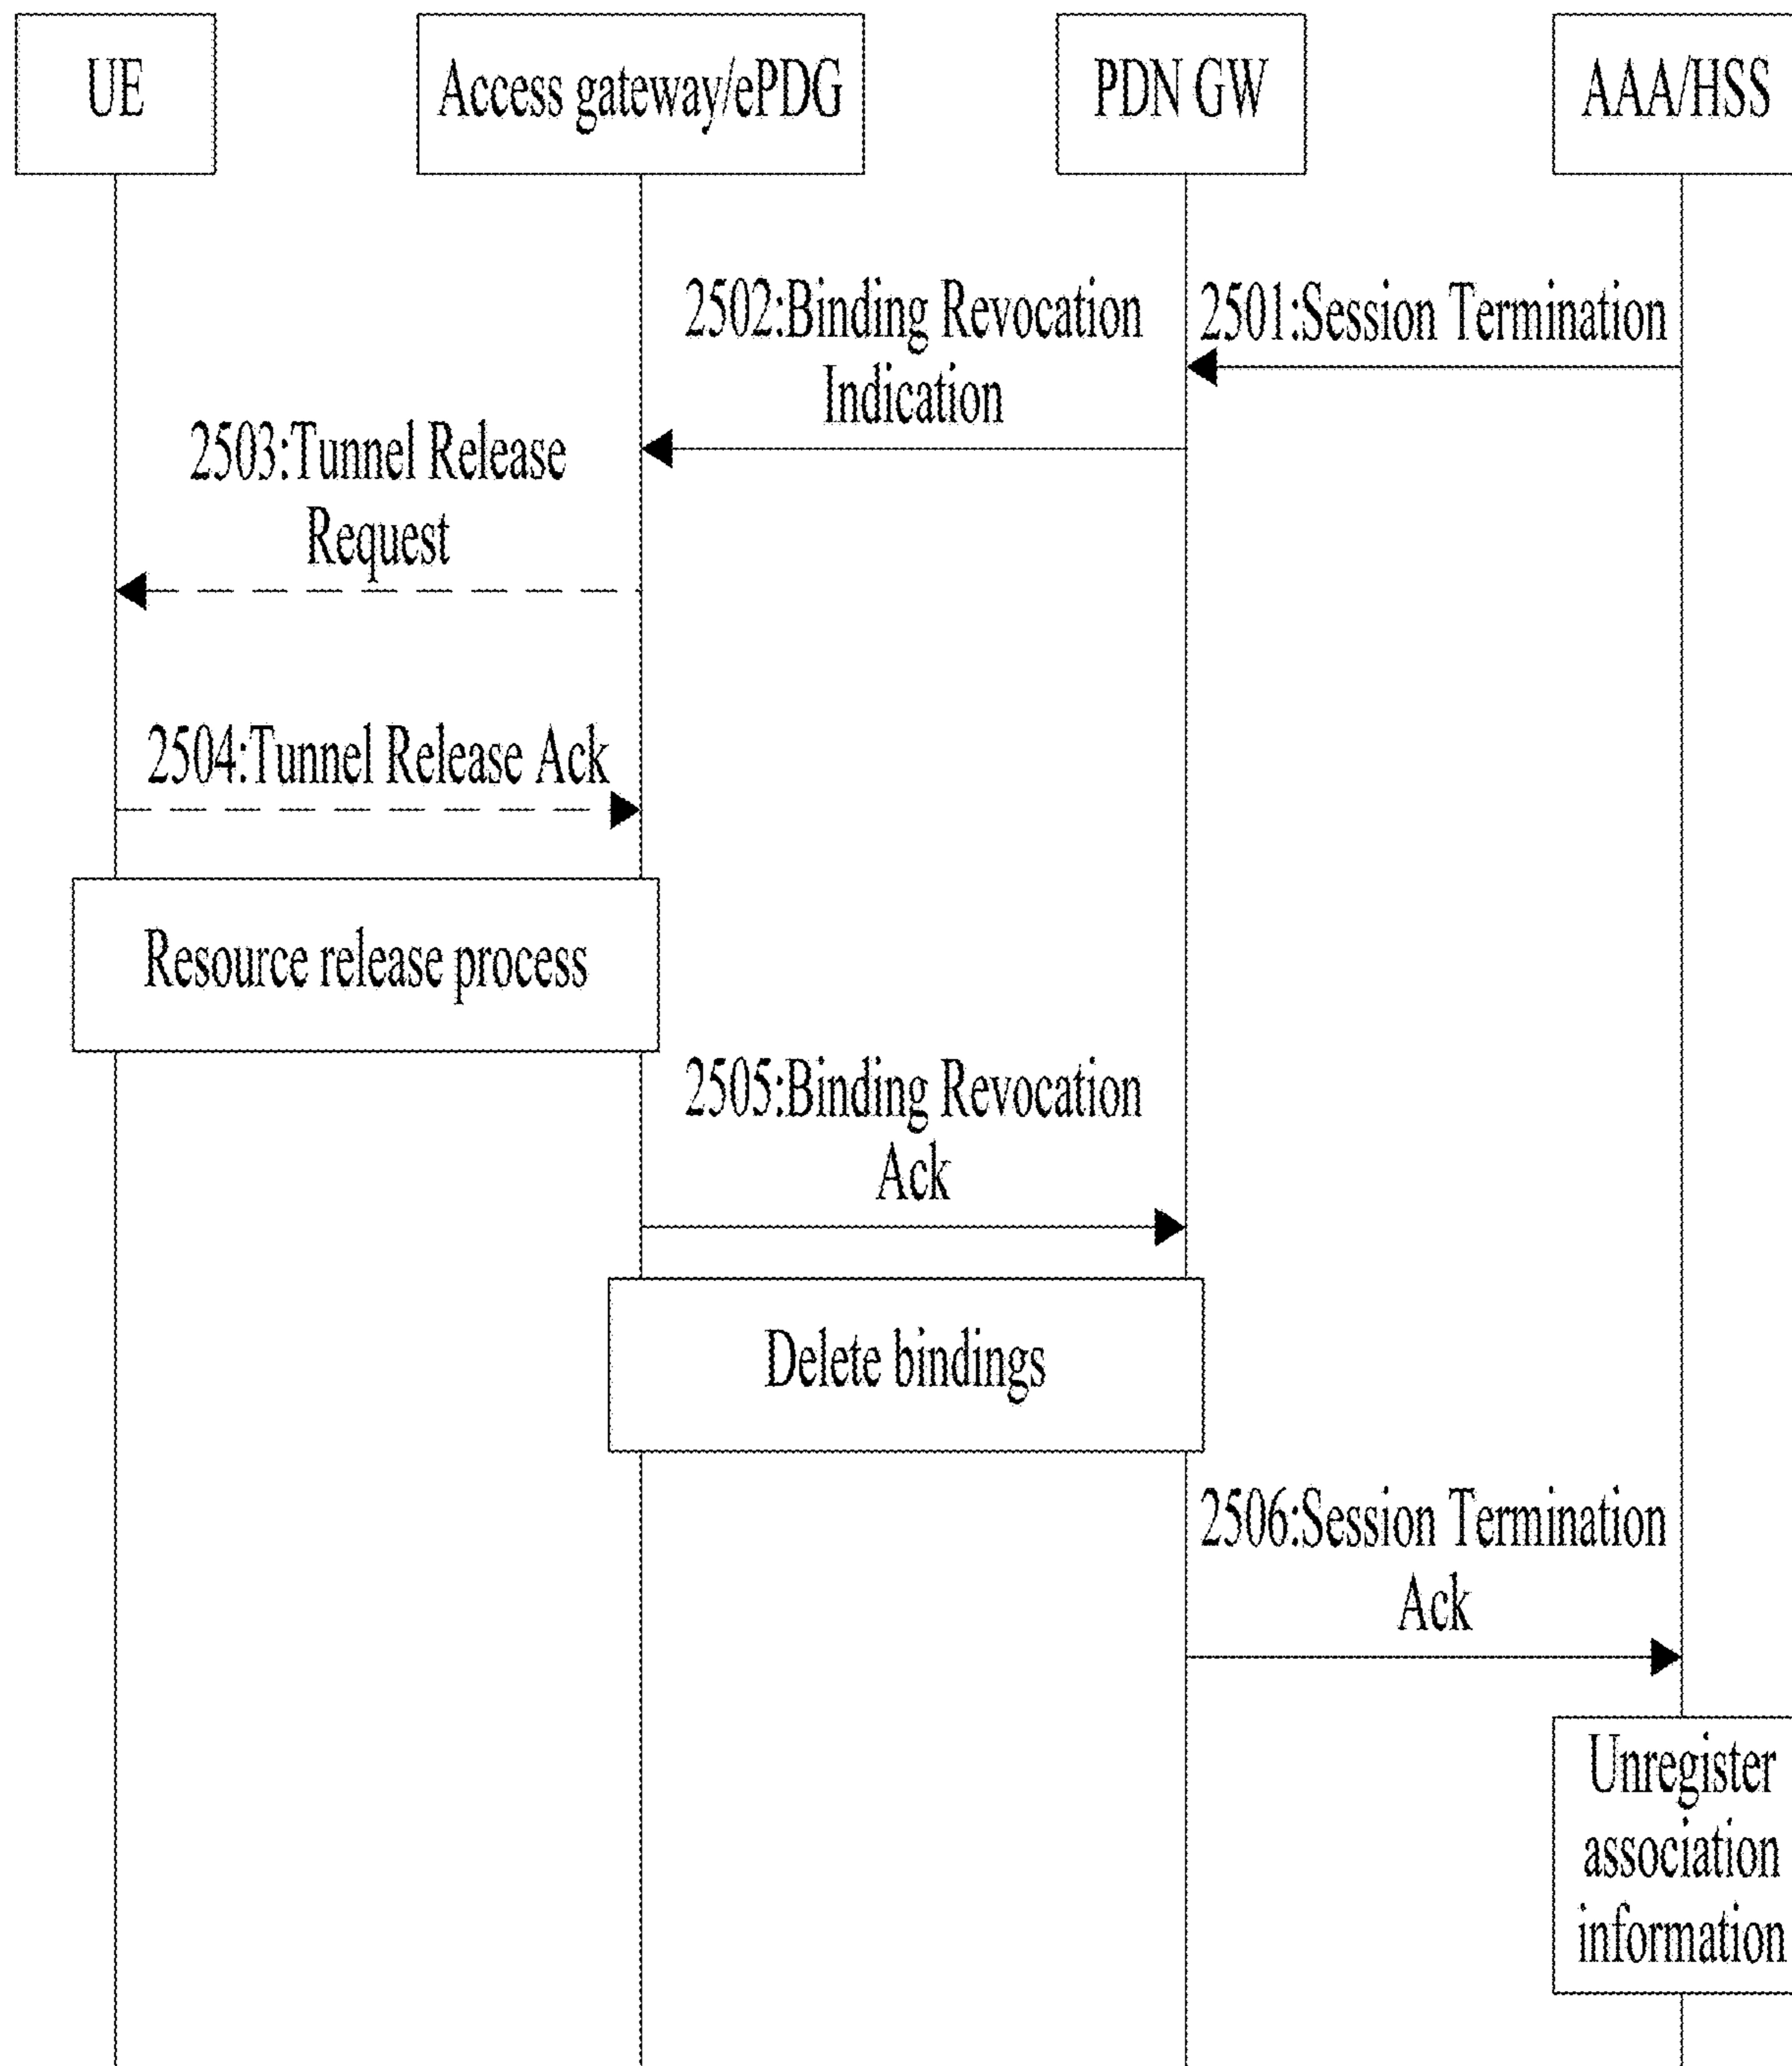 UE
Access gateway/ePDG
PDN GW
AAA/HSS
2501:Session Termination
2502:Binding Revocation
Indication
2503:Tunnel Release
Request
2504:Tunnel Release Ack
Resource release process
2505:Binding Revocation
Ack
Delete bindings
2506:Session Termination
Ack
Unregister
association
information